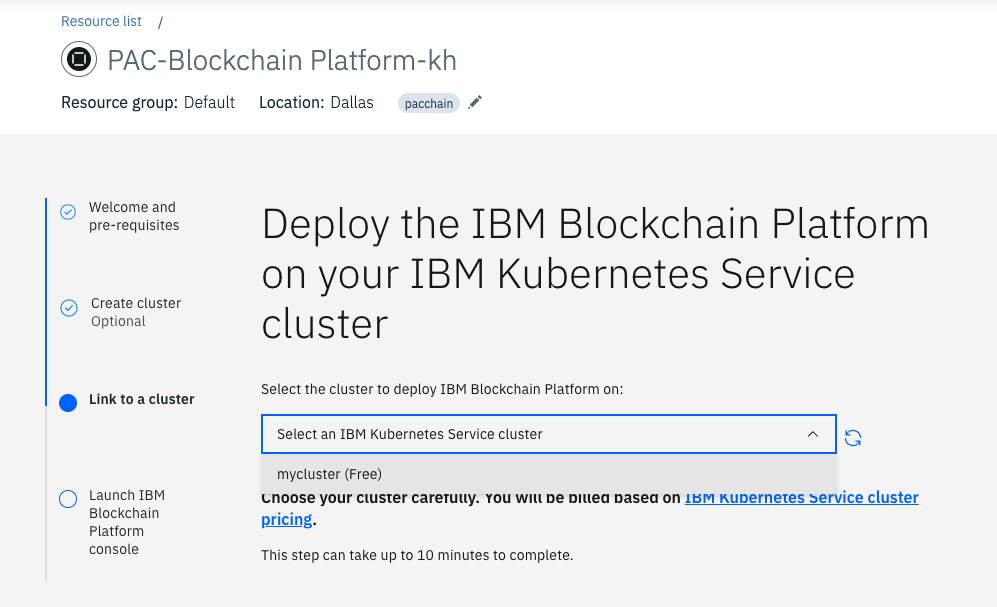 Resource list /
PAC-Blockchain Platform-kh
Resource group: Default Location: Dallas pacchain
Welcome and
pre-requisites
Create cluster
Optional
Link to a cluster
Launch IBM
Blockchain
Platform
console
Deploy the IBM Blockchain Platform
on your IBM Kubernetes Service
cluster
Select the cluster to deploy IBM Blockchain Platform on:
Select an IBM Kubernetes Service cluster
mycluster (Free)
Choose your cluster carefully. You will be billed based on IBM Kubernetes Service cluster
pricing.
This step can take up to 10 minutes to complete.